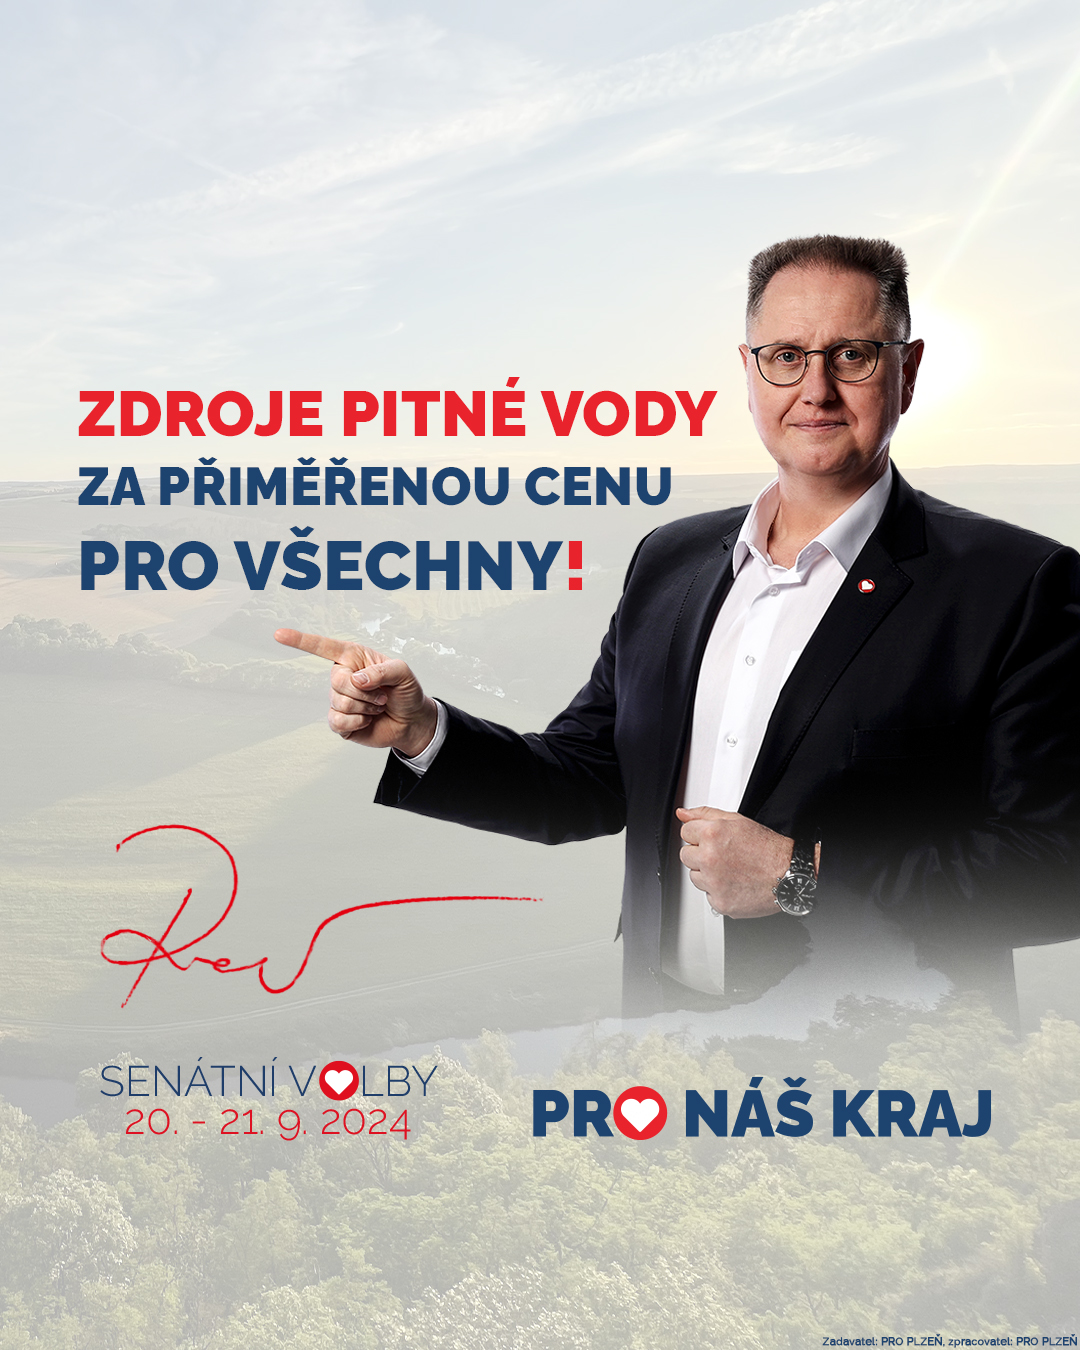 ZDROJE PITNÉ VODY
ZA PŘIMĚŘENOU CENU
PRO VŠECHNY!
SENÁTNÍ VOLBY
20. - 21. 9. 2024
PRO NÁŠ KRAJ
Zadavatel: PRO PLZEŇ, zpracovatel: PRO PLZEŇ